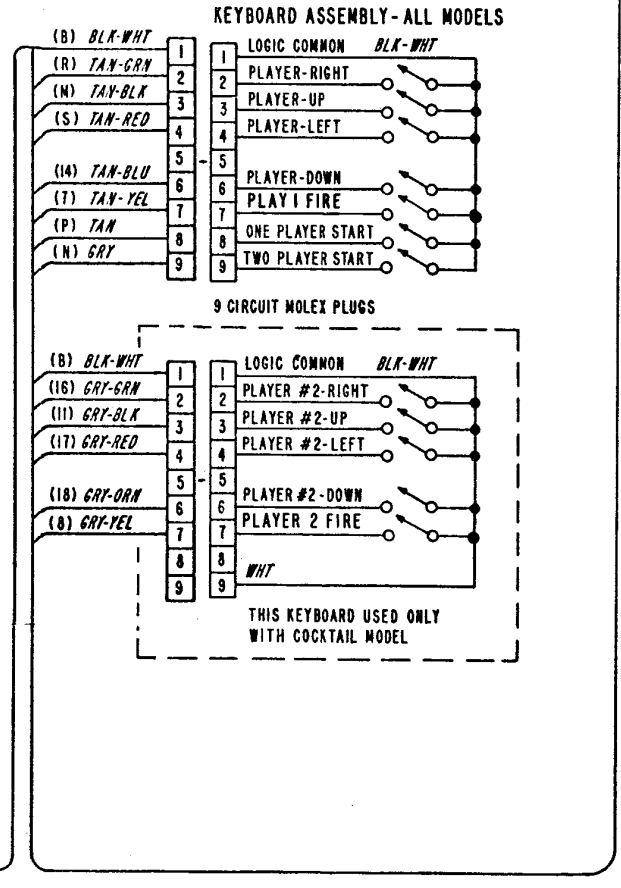 KEYBOARD ASSEMBLY-ALL MODELS
(B) BLK-WHT 1 1 LOGIC COMMON BLK-WHT
(R) TAN-GRN 2 2 PLAYER-RIGHT
(M) TAN-BLK 3 3 PLAYER-UP
(S) TAN-RED 4 4 PLAYER-LEFT
5 - 5
(14) TAN-BLU 6 6 PLAYER-DOWN
(7) TAN-YEL 7 7 PLAY 1 FIRE
(P) TAN 8 8 ONE PLAYER START
(N) GRY 9 9 TWO PLAYER START
9 CIRCUIT MOLEX PLUGS
(B) BLK-WHT 1 1 LOGIC COMMON BLK-WHT
(16) GRY-GRN 2 2 PLAYER #2-RIGHT
(11) GRY-BLK 3 3 PLAYER #2-UP
(17) GRY-RED 4 4 PLAYER #2-LEFT
5 - 5
(18) GRY-ORN 6 6 PLAYER #2-DOWN
(8) GRY-YEL 7 7 PLAYER 2 FIRE
8 8
9 9 WHT
THIS KEYBOARD USED ONLY
WITH COCKTAIL MODEL